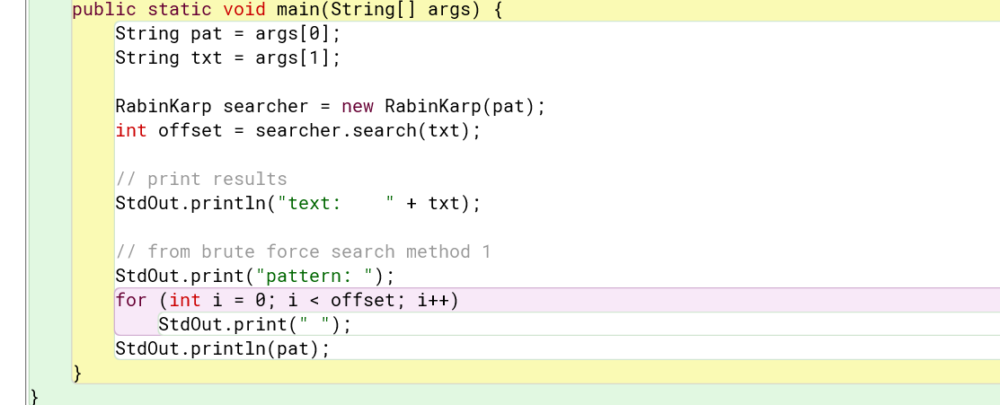 public static void main(String[] args) {
String pat = args[0];
String txt = args[1];
RabinKarp searcher = new RabinKarp(pat);
int offset = searcher.search(txt);
// print results
StdOut.println("text:    " + txt);
// from brute force search method 1
StdOut.print("pattern: ");
for (int i = 0; i < offset; i++)
StdOut.print(" ");
StdOut.println(pat);
}
}